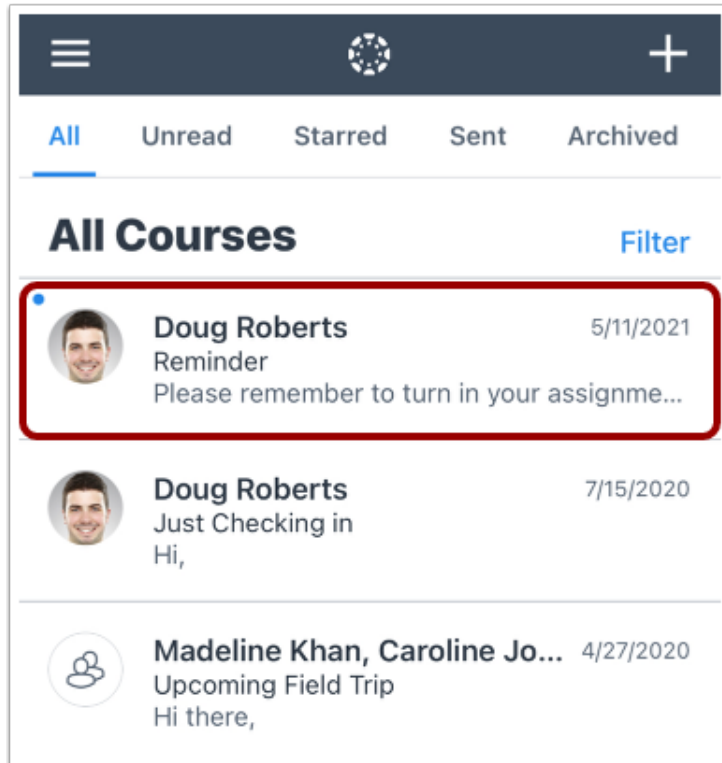 All Unread Starred Sent Archived
All Courses Filter
Doug Roberts 5/11/2021
Reminder
Please remember to turn in your assignme...
Doug Roberts 7/15/2020
Just Checking in
Hi,
Madeline Khan, Caroline Jo... 4/27/2020
Upcoming Field Trip
Hi there,